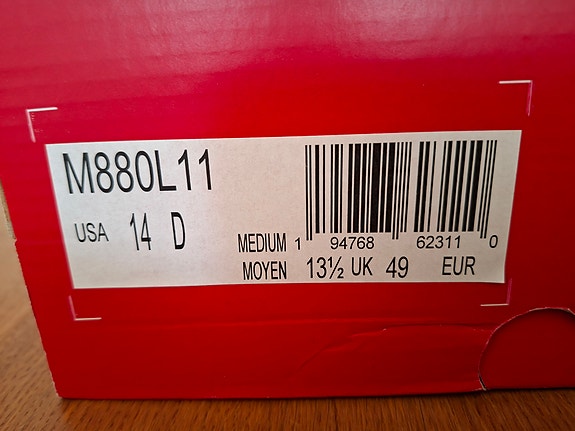 M880L11
USA 14 D
MEDIUM 1 94768 62311 0
MOYEN 13½ UK 49 EUR